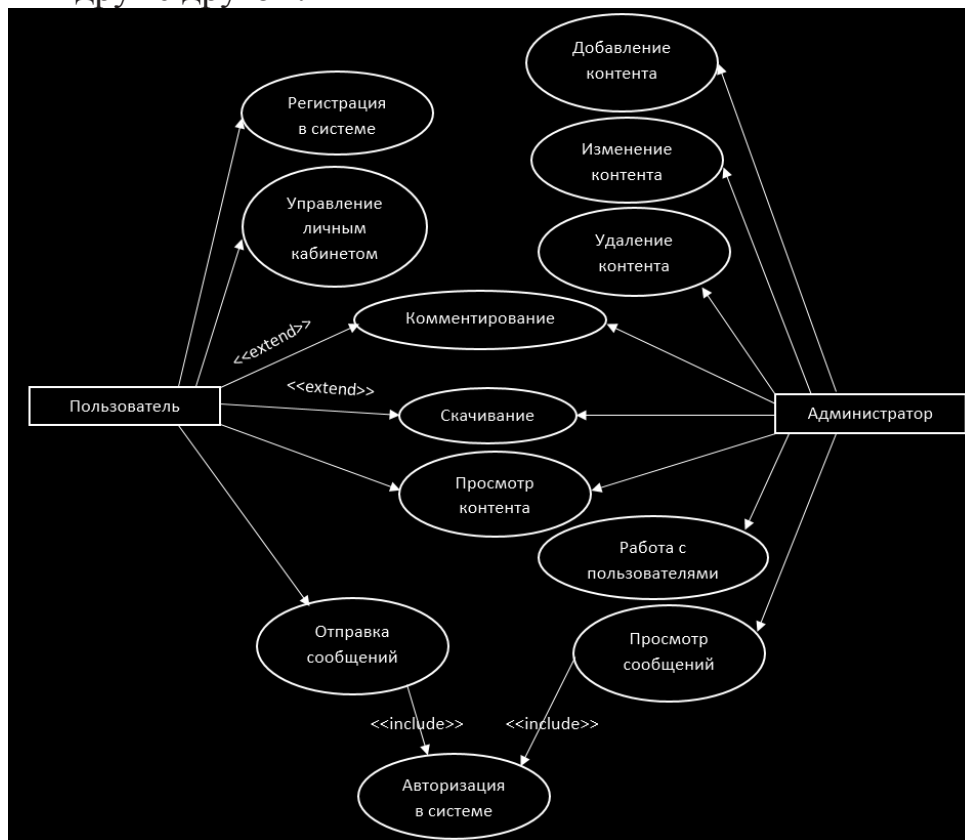 Добавление
контента
Регистрация
в системе
Изменение
контента
Управление
личным
кабинетом
Удаление
контента
Комментирование
<<extend>>
<<extend>>
Пользователь
Скачивание
Администратор
Просмотр
контента
Работа с
пользователями
Отправка
сообщений
Просмотр
сообщений
<<include>>
<<include>>
Авторизация
в системе